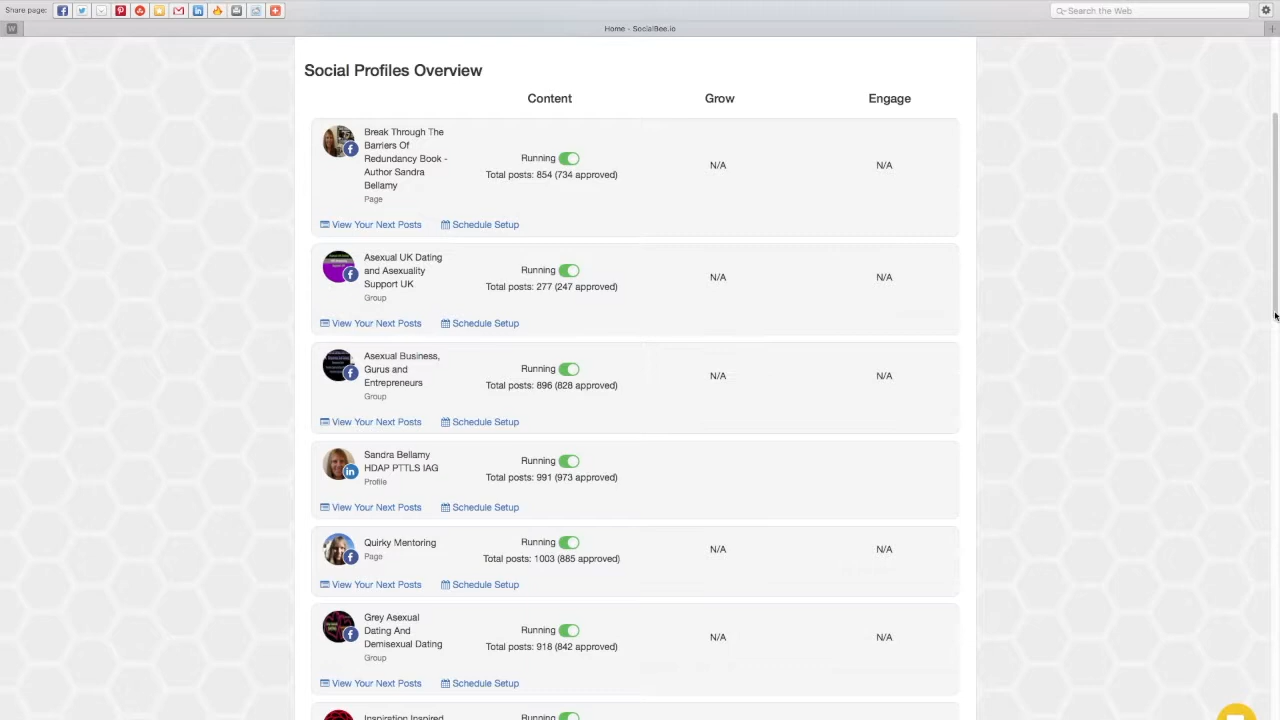 Share page:
Search the Web
W
Home - SocialBee.io
Social Profiles Overview
Content
Grow
Engage
Break Through The
Barriers Of
Redundancy Book -
Author Sandra
Bellamy
Page
Running
Total posts: 854 (734 approved)
N/A
N/A
View Your Next Posts
Schedule Setup
Asexual UK Dating
and Asexuality
Support UK
Group
Running
Total posts: 277 (247 approved)
N/A
N/A
View Your Next Posts
Schedule Setup
Asexual Business,
Gurus and
Entrepreneurs
Group
Running
Total posts: 896 (828 approved)
N/A
N/A
View Your Next Posts
Schedule Setup
Sandra Bellamy
HDAP PTTLS IAG
Profile
Running
Total posts: 991 (973 approved)
View Your Next Posts
Schedule Setup
Quirky Mentoring
Page
Running
Total posts: 1003 (885 approved)
N/A
N/A
View Your Next Posts
Schedule Setup
Grey Asexual
Dating And
Demisexual Dating
Group
Running
Total posts: 918 (842 approved)
N/A
N/A
View Your Next Posts
Schedule Setup
Inspiration Inspired
Running